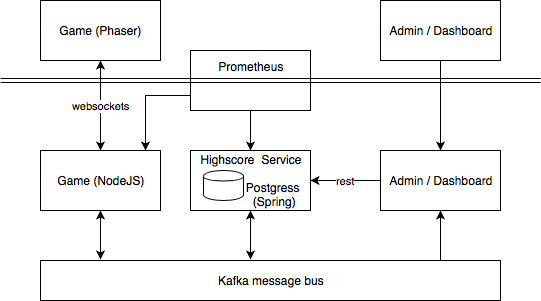 Game (Phaser)
Admin / Dashboard
Prometheus
websockets
Game (NodeJS)
Highscore Service
Postgress
(Spring)
rest
Admin / Dashboard
Kafka message bus